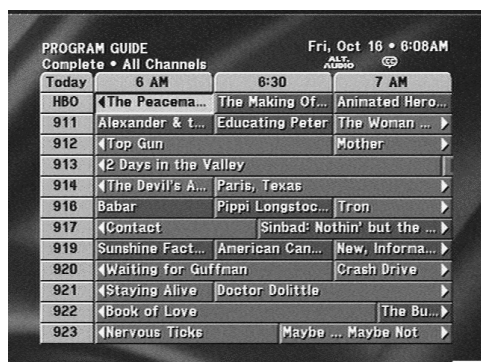 PROGRAM GUIDE Fri, Oct 16 • 6:08AM
Complete • All Channels ALT. AUDIO CC
Today 6 AM 6:30 7 AM
HBO The Peacema... The Making Of... Animated Hero...
911 Alexander & t... Educating Peter The Woman ...
912 Top Gun Mother
913 2 Days in the Valley
914 The Devil's A... Paris, Texas
916 Babar Pippi Longstoc... Tron
917 Contact Sinbad: Nothin' but the ...
919 Sunshine Fact... American Can... New, Informa...
920 Waiting for Guffman Crash Drive
921 Staying Alive Doctor Dolittle
922 Book of Love The Bu...
923 Nervous Ticks Maybe ... Maybe Not